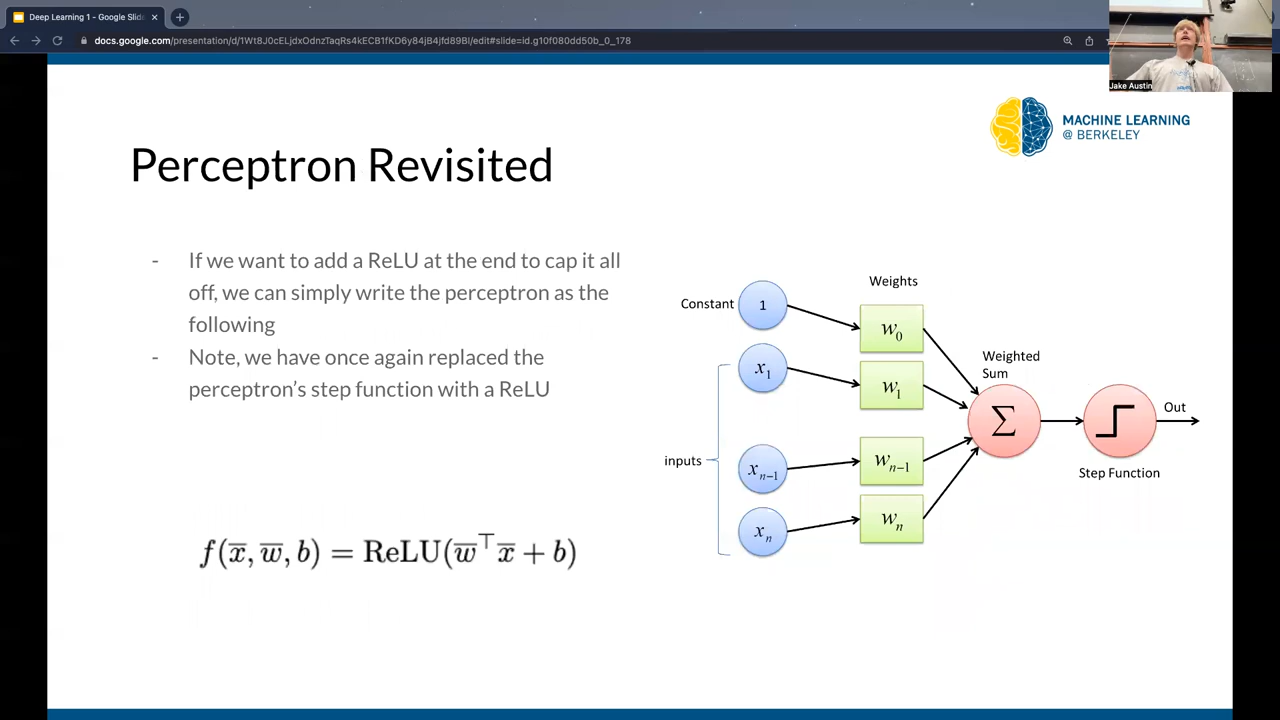 Deep Learning 1 - Google Slid
docs.google.com/presentation/d/1Wt8J0cELjdxOdnzTaqRs4kECB1fKD6y84jB4jfd89BI/edit#slide=id.g10f080dd50b_0_178
Jake Austin
MACHINE LEARNING
@ BERKELEY
Perceptron Revisited
- If we want to add a ReLU at the end to cap it all
off, we can simply write the perceptron as the
following
- Note, we have once again replaced the
perceptron's step function with a ReLU
f(x̅, w̅, b) = ReLU(w̅⊤x̅ + b)
Weights
Constant
1
w₀
x₁
w₁
Weighted
Sum
Σ
Out
inputs
xₙ₋₁
wₙ₋₁
Step Function
xₙ
wₙ